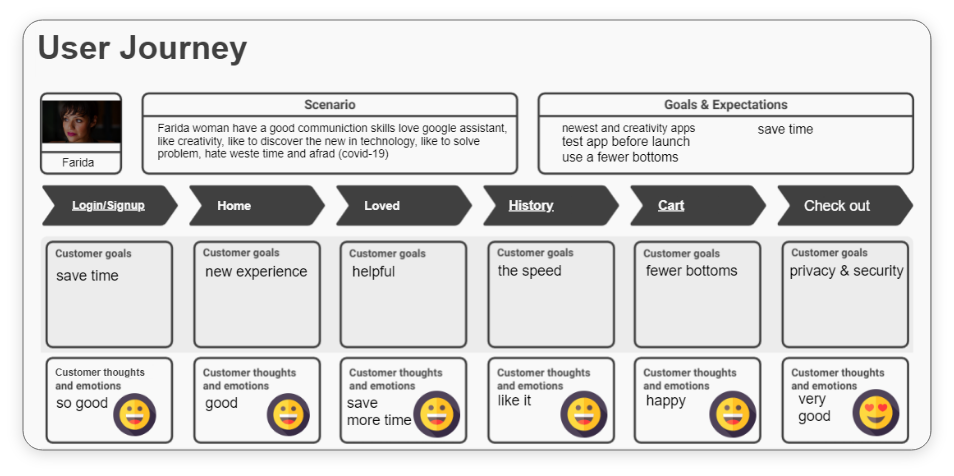 User Journey
Farida
Scenario
Farida woman have a good communiction skills love google assistant,
like creativity, like to discover the new in technology, like to solve
problem, hate weste time and afrad (covid-19)
Goals & Expectations
newest and creativity apps
test app before launch
use a fewer bottoms
save time
Login/Signup
Home
Loved
History
Cart
Check out
Customer goals
save time
Customer goals
new experience
Customer goals
helpful
Customer goals
the speed
Customer goals
fewer bottoms
Customer goals
privacy & security
Customer thoughts
and emotions
so good
Customer thoughts
and emotions
good
Customer thoughts
and emotions
save
more time
Customer thoughts
and emotions
like it
Customer thoughts
and emotions
happy
Customer thoughts
and emotions
very
good